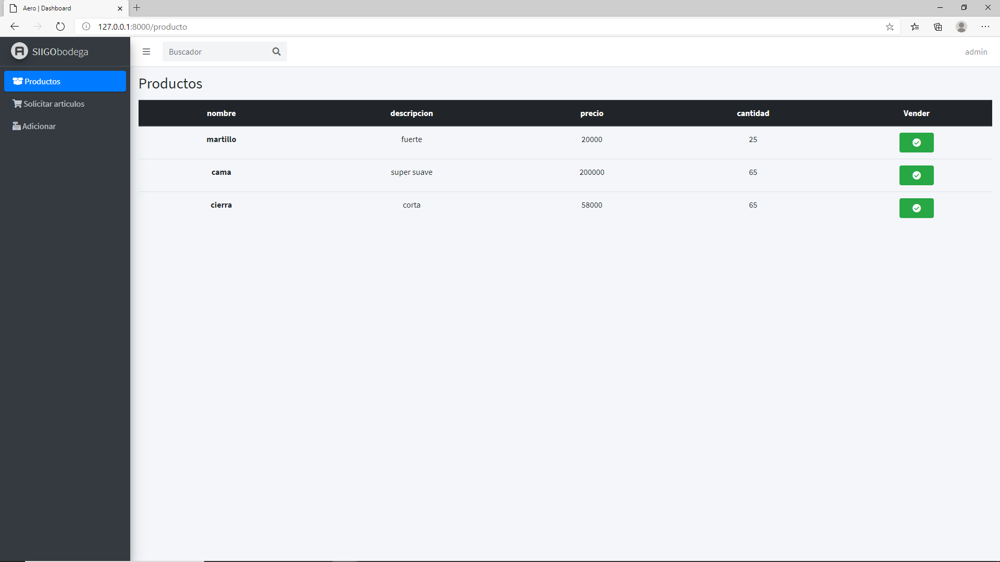 Aero | Dashboard
127.0.0.1:8000/producto
SIIGObodega
Buscador
admin
Productos
Solicitar articulos
Adicionar
Productos
nombre descripcion precio cantidad Vender
martillo fuerte 20000 25
cama super suave 200000 65
cierra corta 58000 65